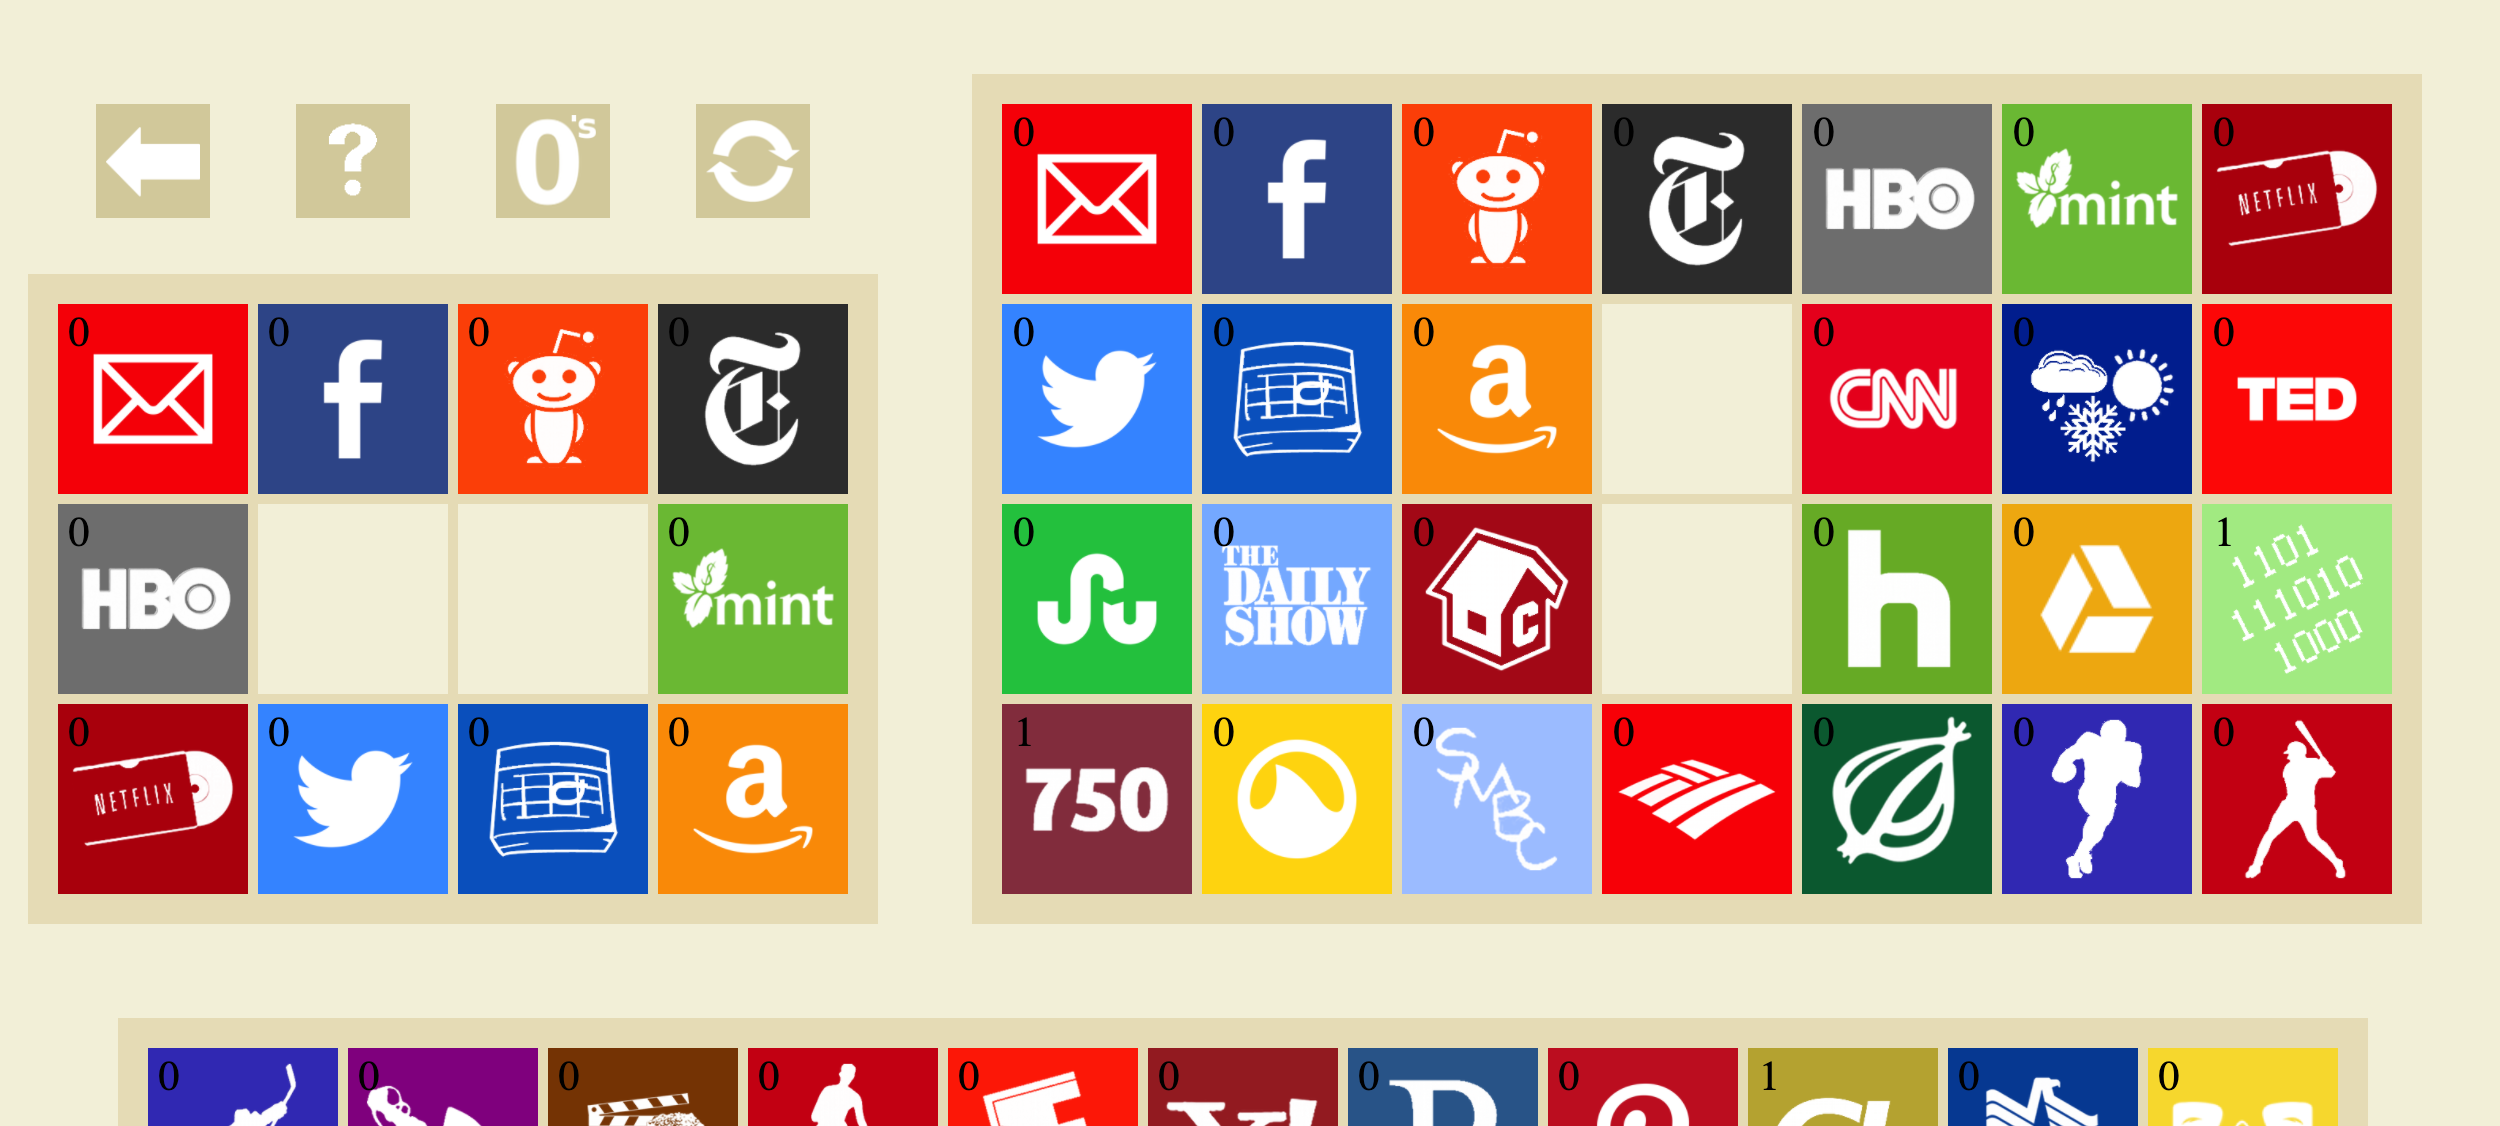 ?
0's
0 0 0 0
f T
0 0
HBO mint
0 0 0 0
NETFLIX a
0 0 0 0 0 0 0
f T HBO mint NETFLIX
0 0 0 0 0 0
a CNN TED
0 0 0 0 0 1
THE
DAILY
SHOW
C h
1101
111010
1000
1 0 0 0 0 0 0
750 SMBC
0 0 0 0 0 0 0 0 1 0 0